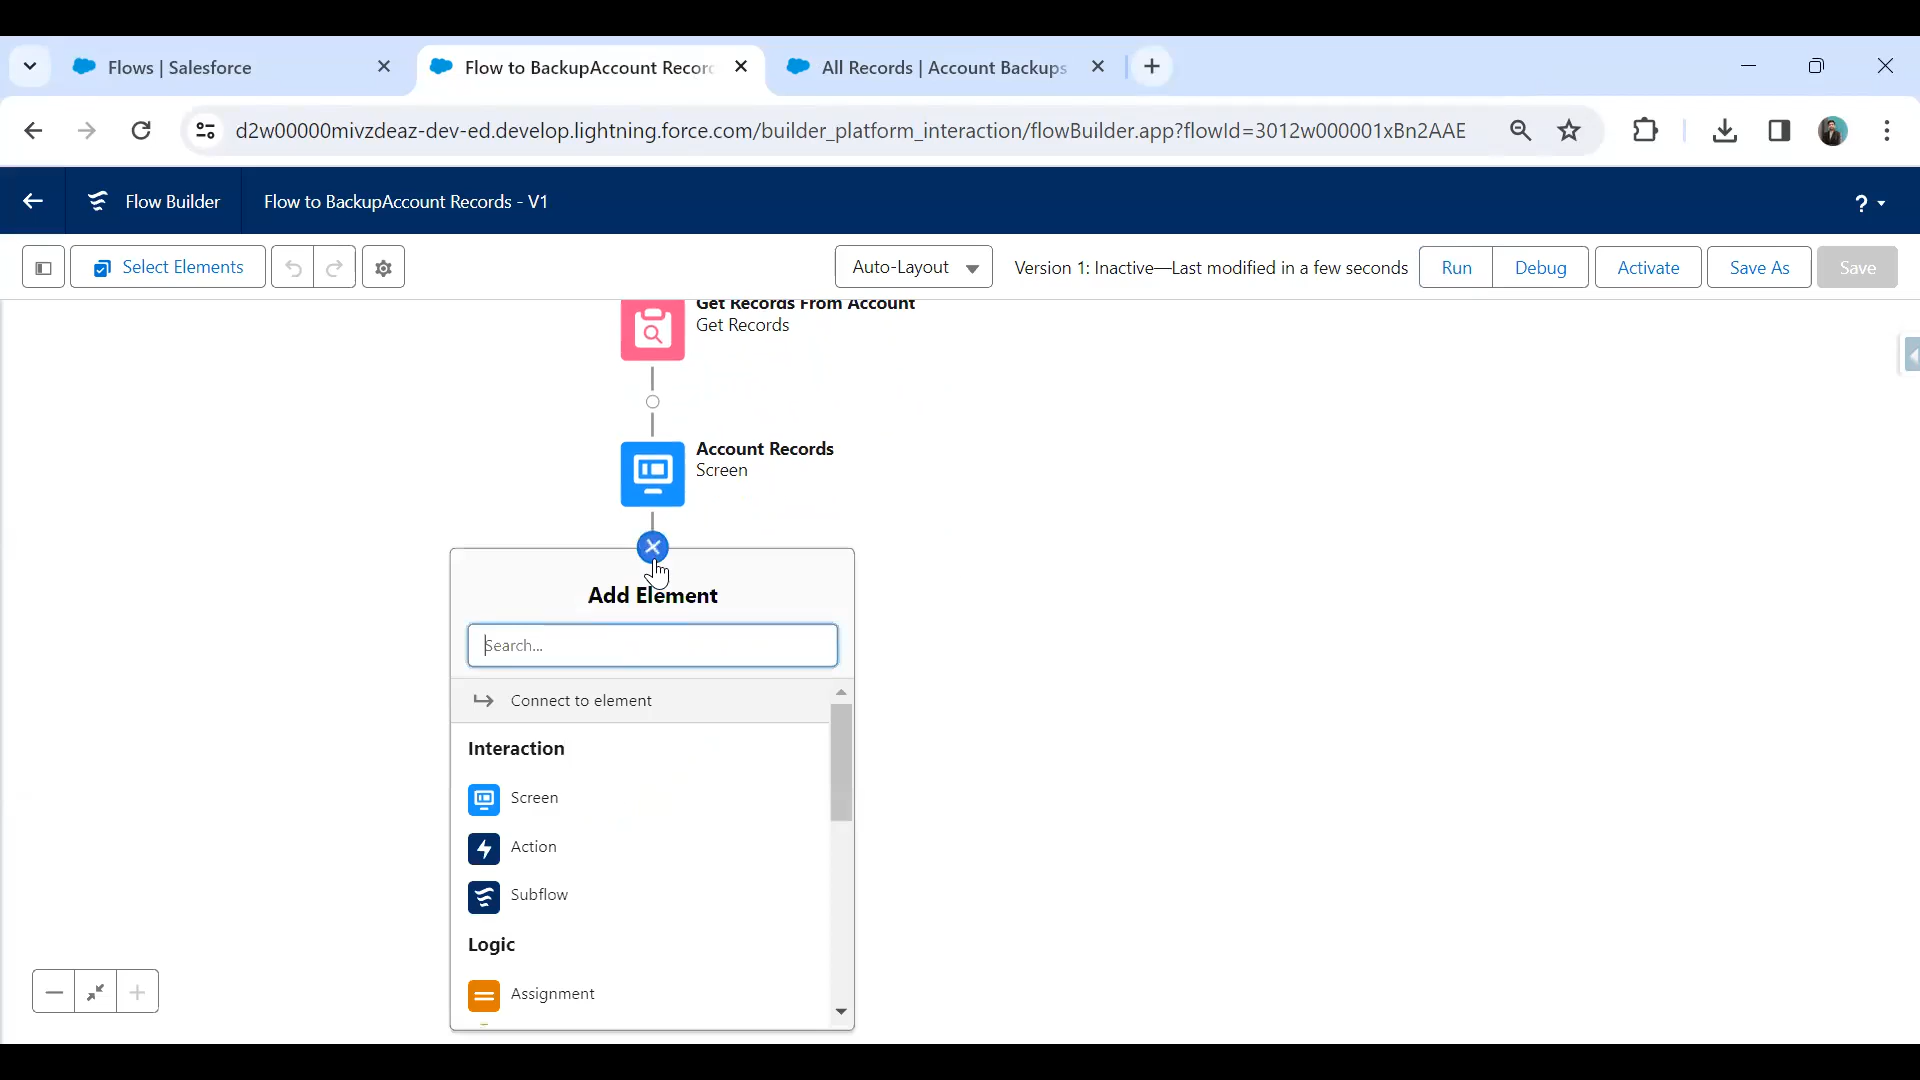 Flows | Salesforce
Flow to BackupAccount Recor
All Records | Account Backups
d2w00000mivzdeaz-dev-ed.develop.lightning.force.com/builder_platform_interaction/flowBuilder.app?flowId=3012w000001xBn2AAE
Flow Builder
Flow to BackupAccount Records - V1
?
Select Elements
Auto-Layout
Version 1: Inactive—Last modified in a few seconds
Run
Debug
Activate
Save As
Save
Get Records From Account
Get Records
Account Records
Screen
Add Element
Search...
Connect to element
Interaction
Screen
Action
Subflow
Logic
Assignment